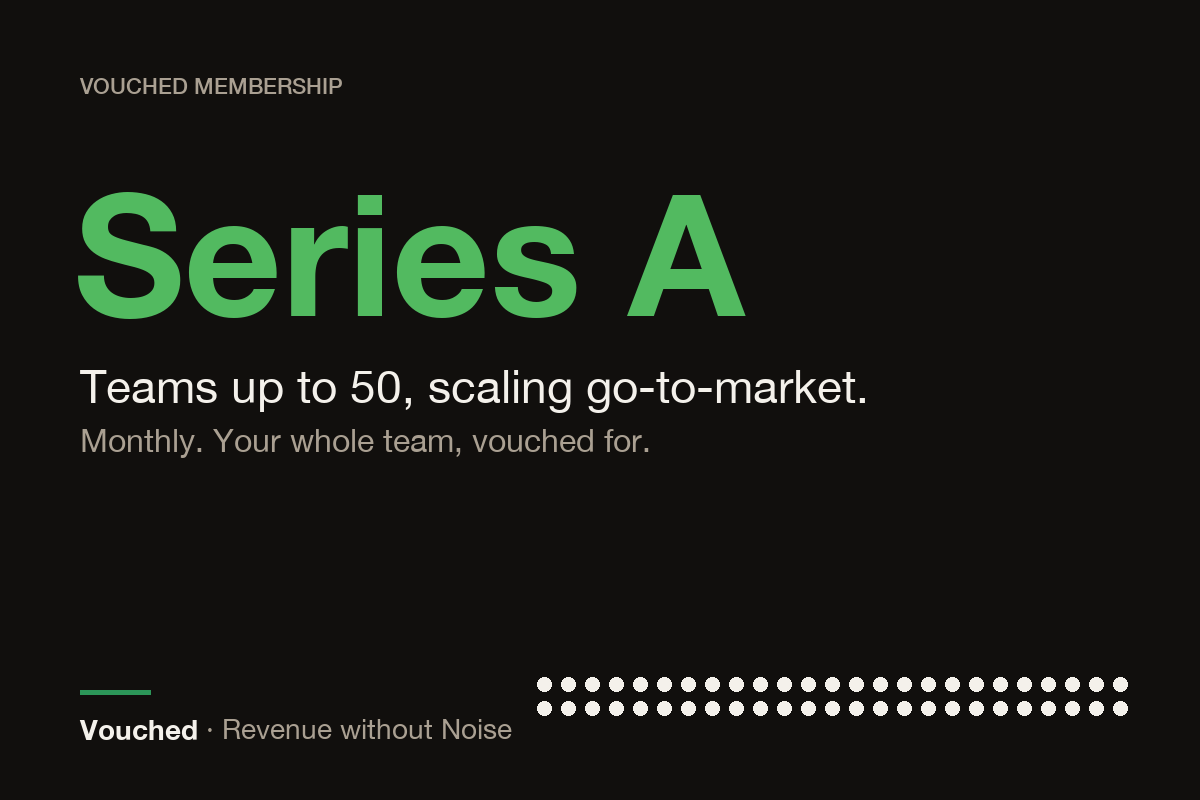 VOUCHED MEMBERSHIP
Series A
Teams up to 50, scaling go-to-market.
Monthly. Your whole team, vouched for.
Vouched · Revenue without Noise